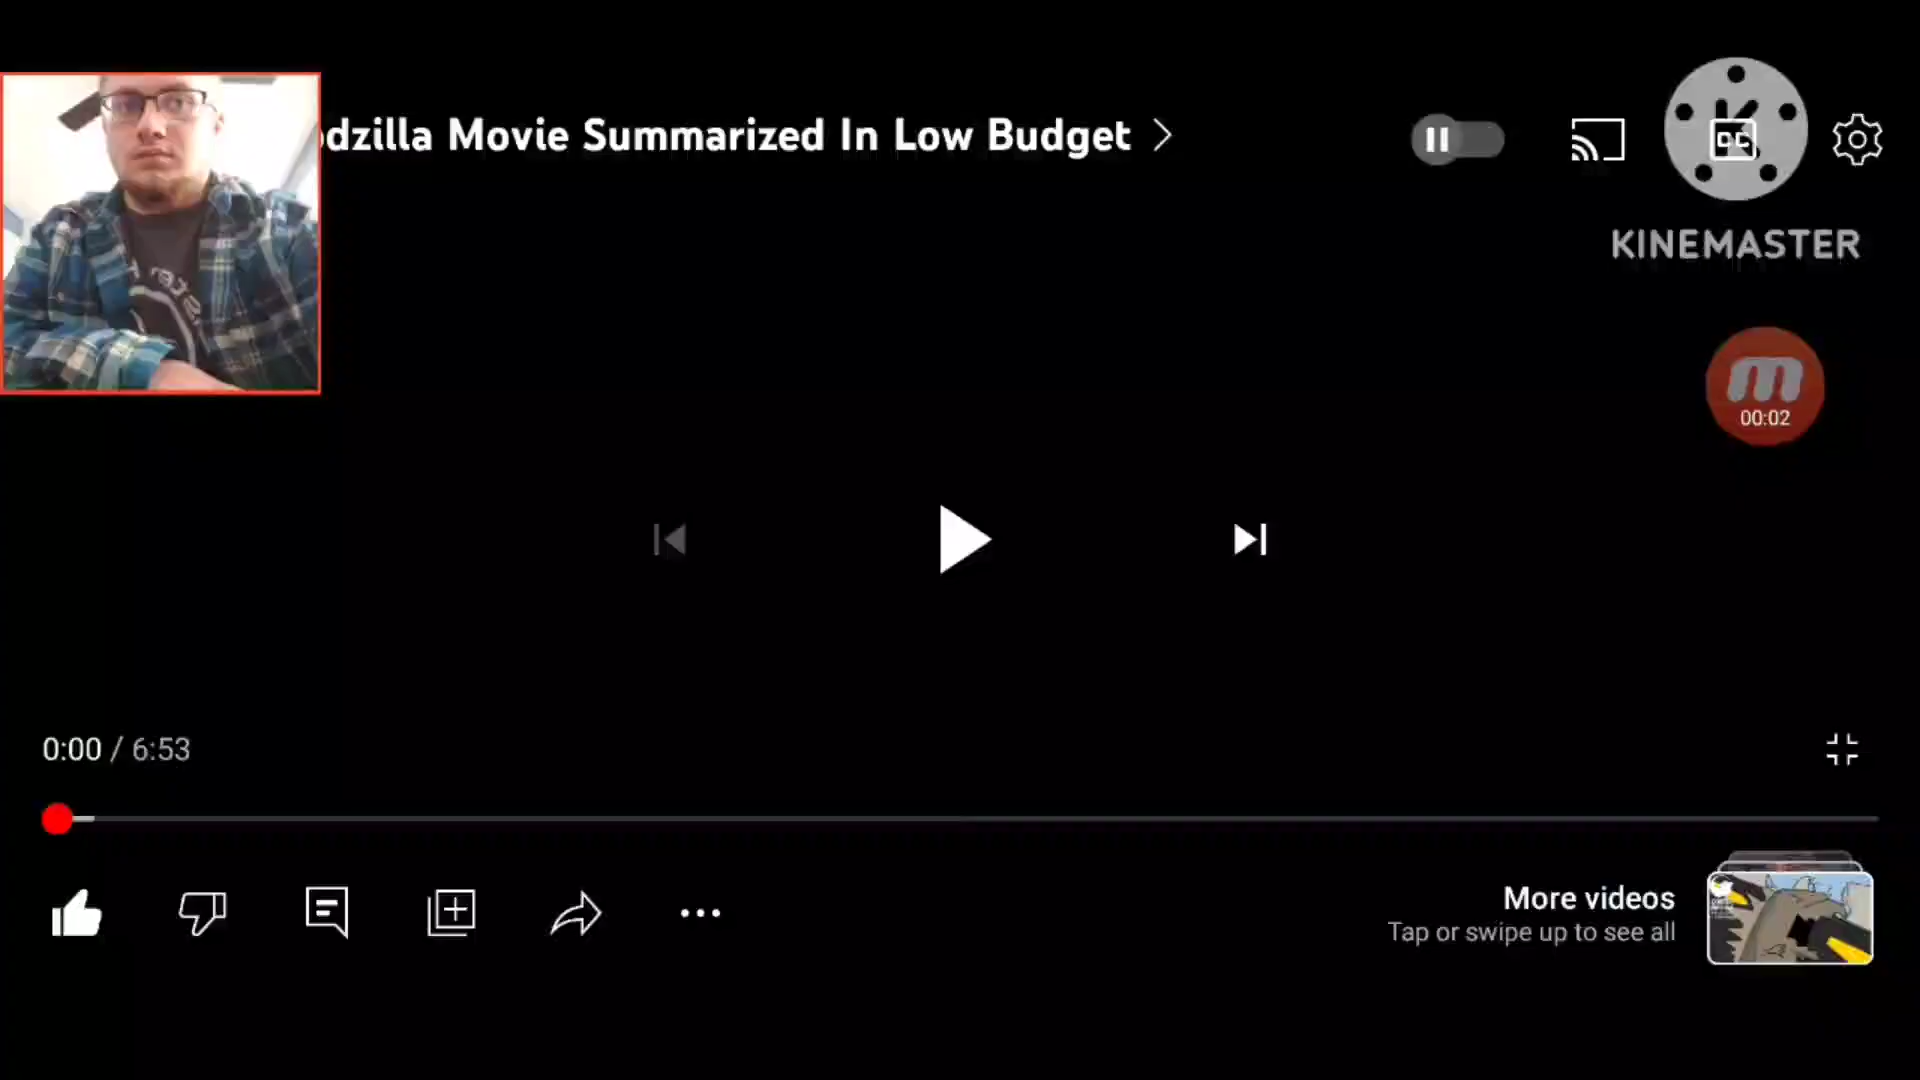 dzilla Movie Summarized In Low Budget
CC
KINEMASTER
m
00:02
0:00 / 6:53
More videos
Tap or swipe up to see all